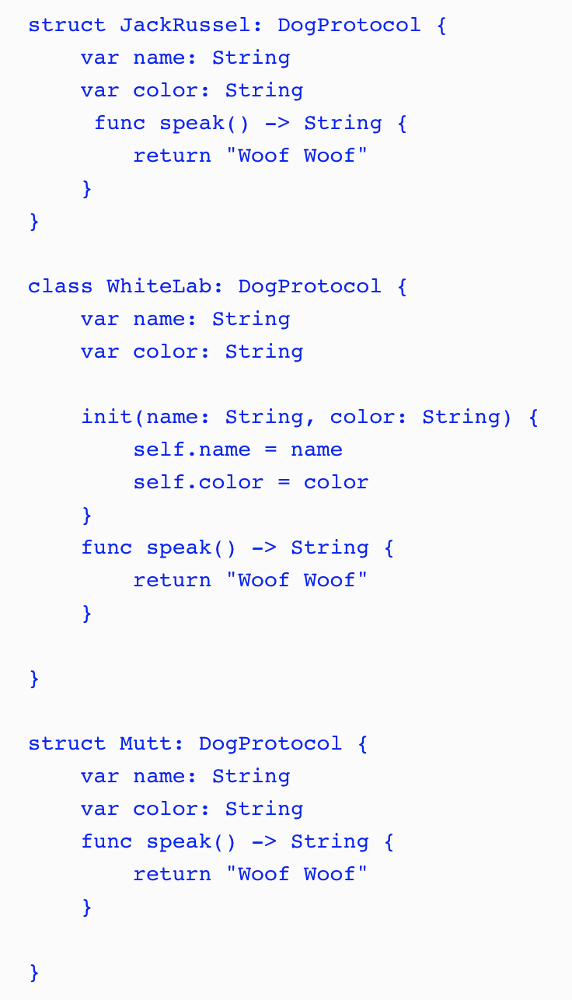 struct JackRussel: DogProtocol {
    var name: String
    var color: String
     func speak() -> String {
        return "Woof Woof"
    }
}

class WhiteLab: DogProtocol {
    var name: String
    var color: String

    init(name: String, color: String) {
        self.name = name
        self.color = color
    }
    func speak() -> String {
        return "Woof Woof"
    }

}

struct Mutt: DogProtocol {
    var name: String
    var color: String
    func speak() -> String {
        return "Woof Woof"
    }

}